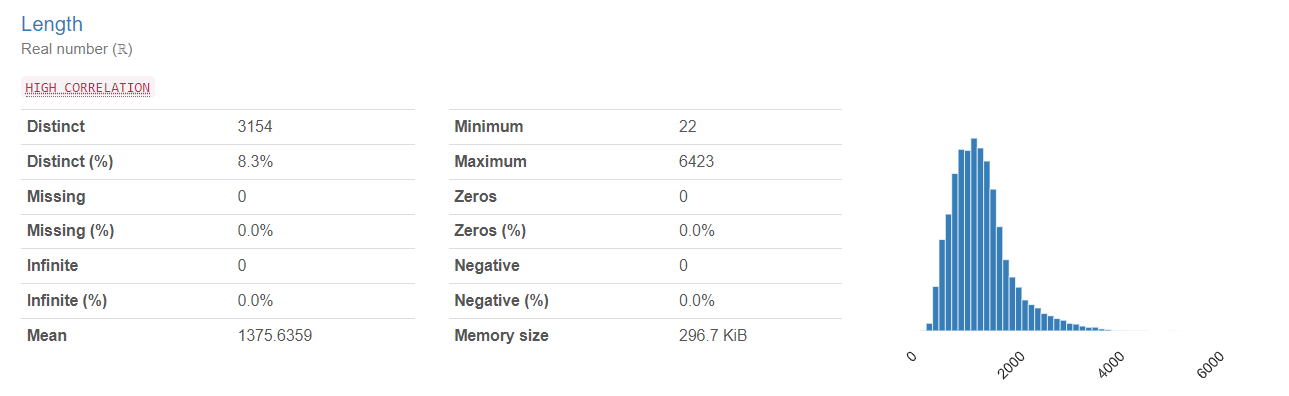 Length
Real number (ℝ)
HIGH CORRELATION
Distinct 3154
Distinct (%) 8.3%
Missing 0
Missing (%) 0.0%
Infinite 0
Infinite (%) 0.0%
Mean 1375.6359
Minimum 22
Maximum 6423
Zeros 0
Zeros (%) 0.0%
Negative 0
Negative (%) 0.0%
Memory size 296.7 KiB
0
2000
4000
6000